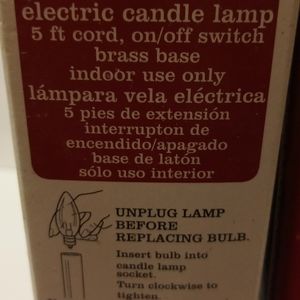 electric candle lamp
5 ft cord, on/off switch
brass base
indoor use only
lámpara vela eléctrica
5 pies de extensión
interrupton de
encendido/apagado
base de latón
sólo uso interior
UNPLUG LAMP
BEFORE
REPLACING BULB.
Insert bulb into
candle lamp
socket.
Turn clockwise to
tighten